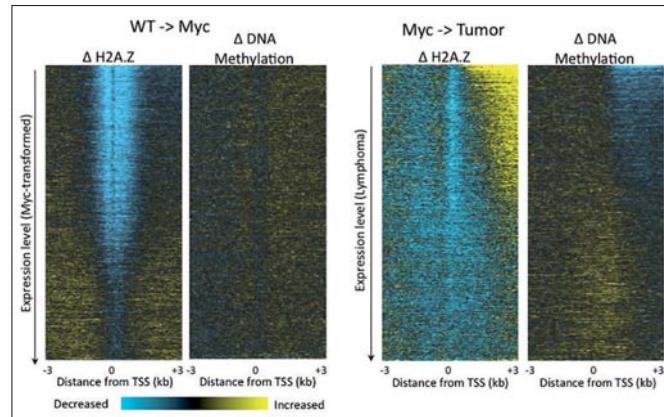 WT -> Myc
Δ H2A.Z
Δ DNA
Methylation
Expression level (Myc-transformed)
-3 0 +3 -3 0 +3
Distance from TSS (kb) Distance from TSS (kb)
Myc -> Tumor
Δ H2A.Z
Δ DNA
Methylation
Expression level (Lymphoma)
-3 0 +3 -3 0 +3
Distance from TSS (kb) Distance from TSS (kb)
Decreased Increased